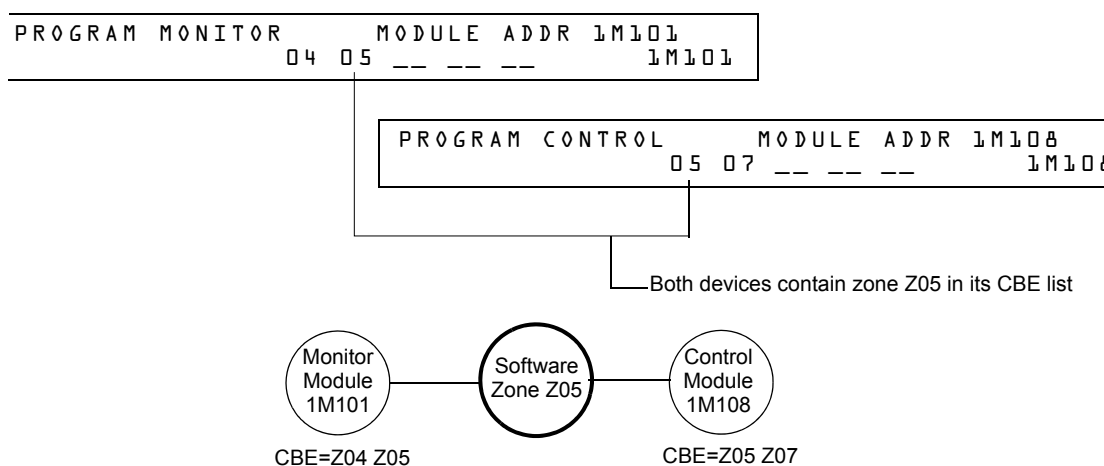 PROGRAM MONITOR MODULE ADDR 1M101
04 05 __ __ __ 1M101
PROGRAM CONTROL MODULE ADDR 1M108
05 07 __ __ __ 1M108
Both devices contain zone Z05 in its CBE list
Monitor
Module
1M101
Software
Zone Z05
Control
Module
1M108
CBE=Z04 Z05
CBE=Z05 Z07